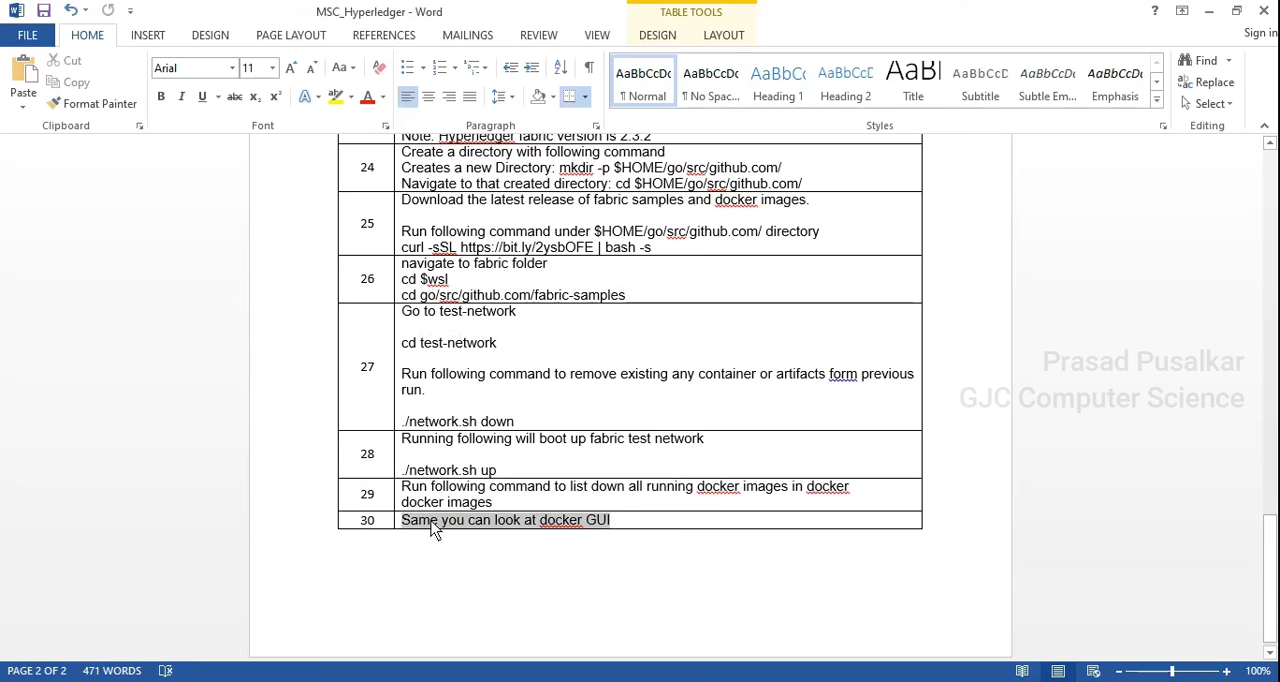 MSC_Hyperledger - Word
TABLE TOOLS
?
FILE
HOME
INSERT
DESIGN
PAGE LAYOUT
REFERENCES
MAILINGS
REVIEW
VIEW
DESIGN
LAYOUT
Sign in
Paste
Cut
Copy
Format Painter
Clipboard
Arial
11
Font
Paragraph
AaBbCcDc
¶ Normal
AaBbCcDc
¶ No Spac...
AaBbCc
Heading 1
AaBbCcD
Heading 2
AaBl
Title
AaBbCcD
Subtitle
AaBbCcDc
Subtle Em...
AaBbCcDc
Emphasis
Styles
Find
Replace
Select
Editing
Note: Hyperledger fabric version is 2.3.2
24
Create a directory with following command
Creates a new Directory: mkdir -p $HOME/go/src/github.com/
Navigate to that created directory: cd $HOME/go/src/github.com/
25
Download the latest release of fabric samples and docker images.
Run following command under $HOME/go/src/github.com/ directory
curl -sSL https://bit.ly/2ysbOFE | bash -s
26
navigate to fabric folder
cd $wsl
cd go/src/github.com/fabric-samples
27
Go to test-network
cd test-network
Run following command to remove existing any container or artifacts form previous
run.
./network.sh down
28
Running following will boot up fabric test network
./network.sh up
29
Run following command to list down all running docker images in docker
docker images
30
Same you can look at docker GUI
Prasad Pusalkar
GJC Computer Science
PAGE 2 OF 2
471 WORDS
100%